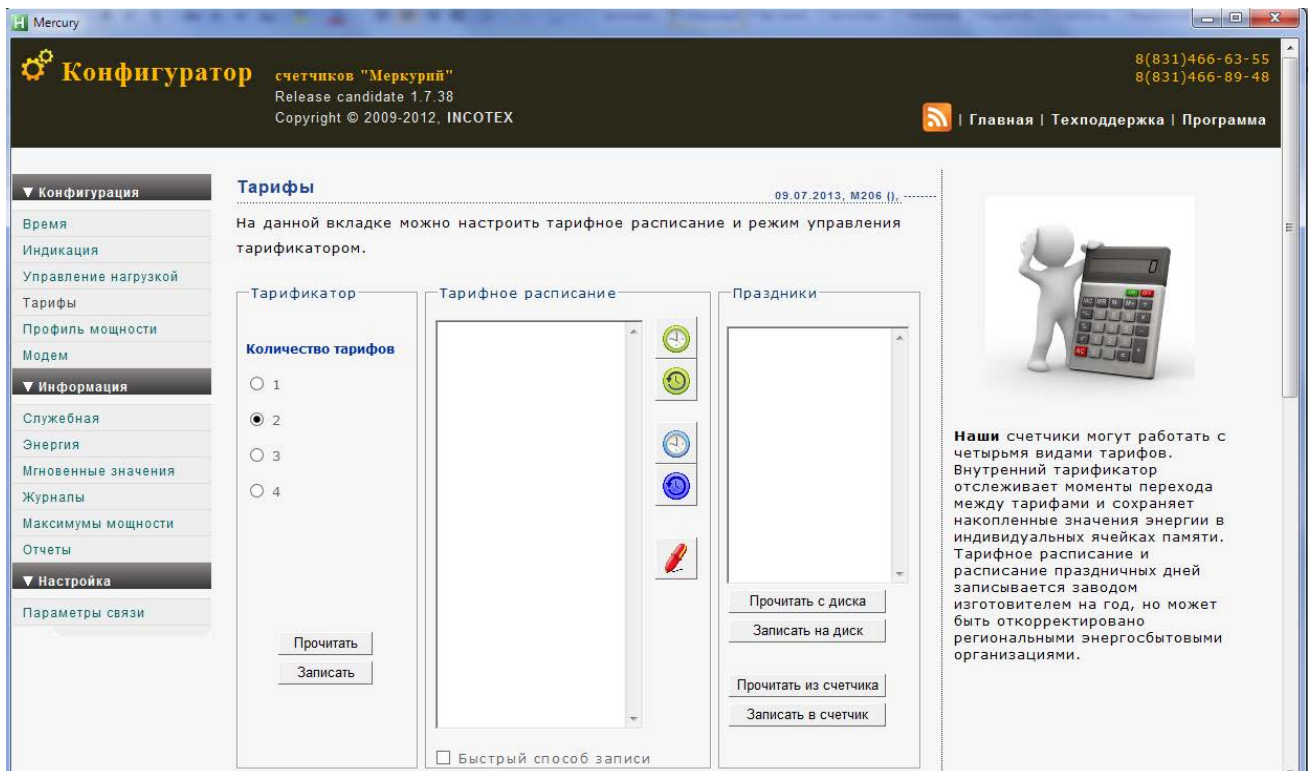 Mercury
Конфигуратор
счетчиков "Меркурий"
Release candidate 1.7.38
Copyright © 2009-2012, INCOTEX
8(831)466-63-55
8(831)466-89-48
| Главная | Техподдержка | Программа
▼ Конфигурация
Время
Индикация
Управление нагрузкой
Тарифы
Профиль мощности
Модем
▼ Информация
Служебная
Энергия
Мгновенные значения
Журналы
Максимумы мощности
Отчеты
▼ Настройка
Параметры связи
Тарифы
09.07.2013, M206 (), -------
На данной вкладке можно настроить тарифное расписание и режим управления
тарификатором.
Тарификатор
Количество тарифов
1
2
3
4
Прочитать
Записать
Тарифное расписание
Быстрый способ записи
Праздники
Прочитать с диска
Записать на диск
Прочитать из счетчика
Записать в счетчик
Наши счетчики могут работать с
четырьмя видами тарифов.
Внутренний тарификатор
отслеживает моменты перехода
между тарифами и сохраняет
накопленные значения энергии в
индивидуальных ячейках памяти.
Тарифное расписание и
расписание праздничных дней
записывается заводом
изготовителем на год, но может
быть откорректировано
региональными энергосбытовыми
организациями.